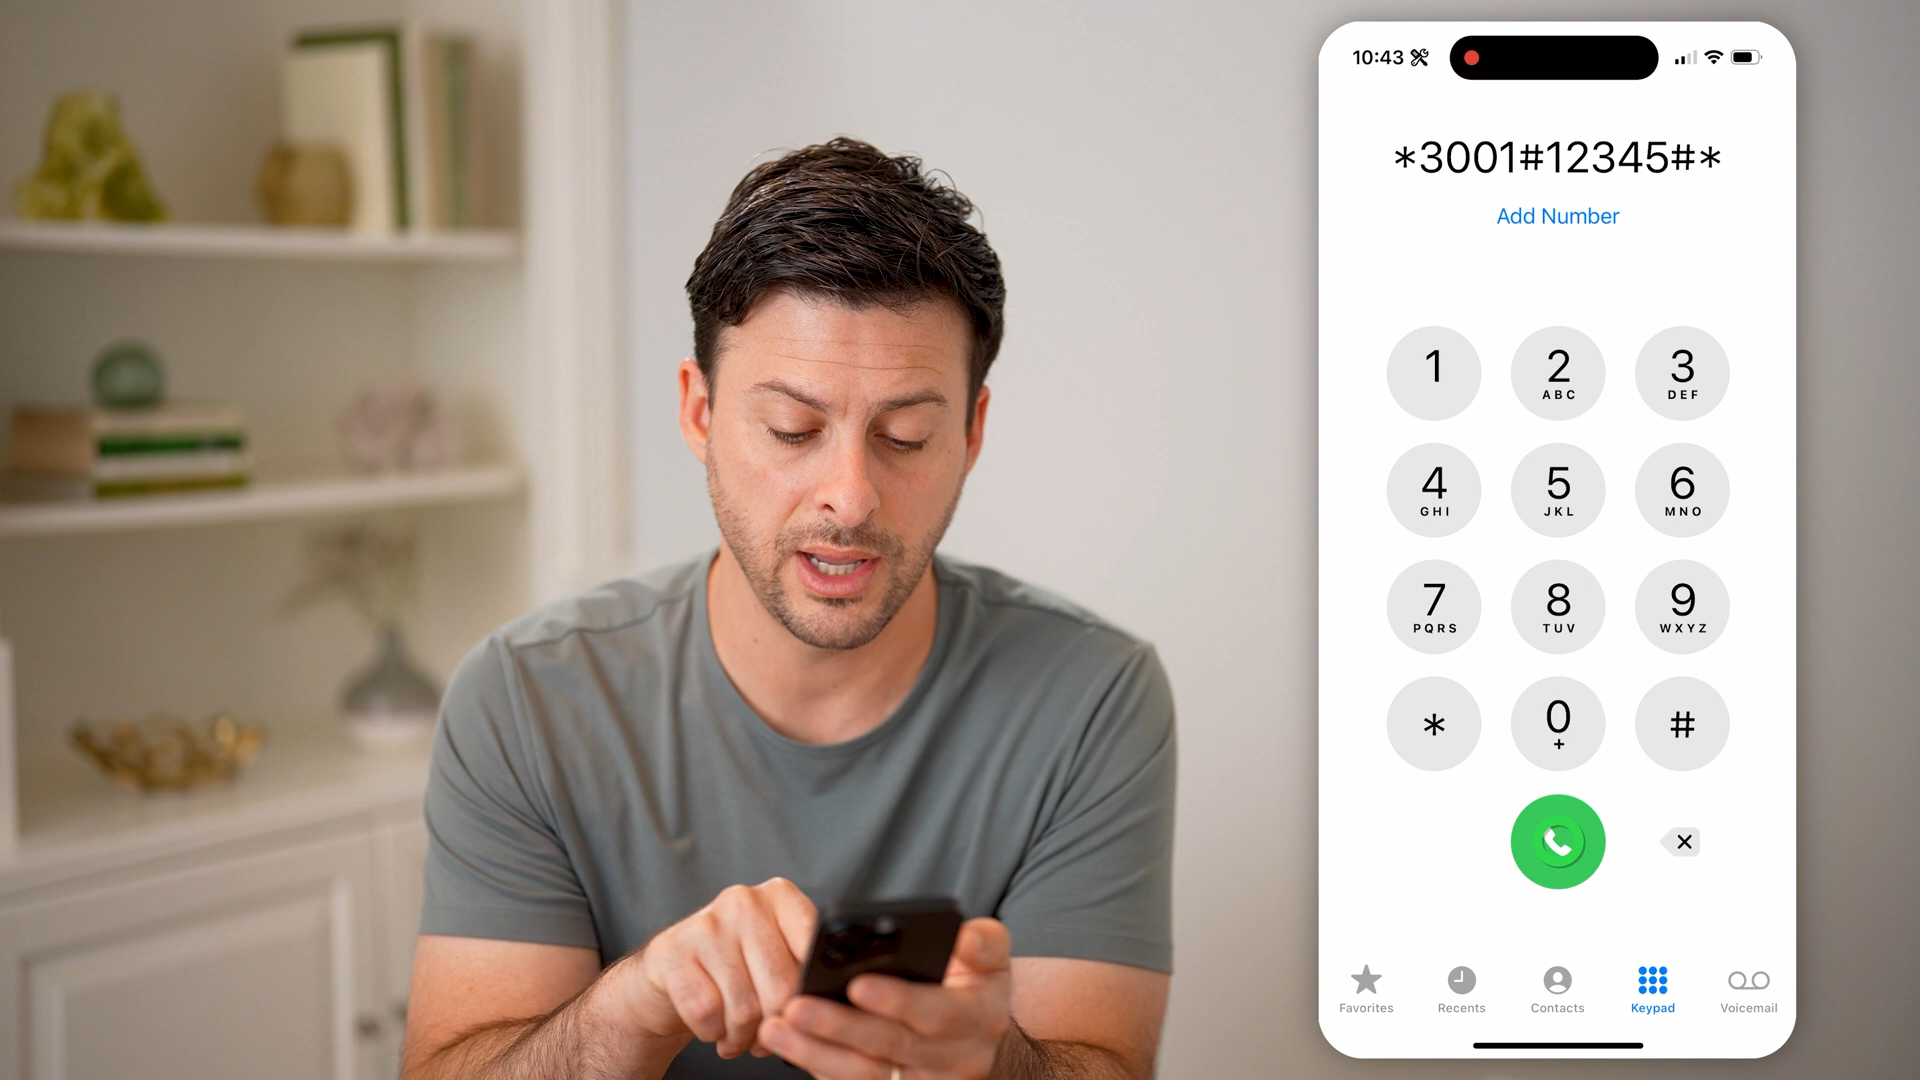 10:43
*3001#12345#*
Add Number
1
2
3
ABC
DEF
4
5
6
GHI
JKL
MNO
7
8
9
PQRS
TUV
WXYZ
*
0
#
+
Favorites
Recents
Contacts
Keypad
Voicemail